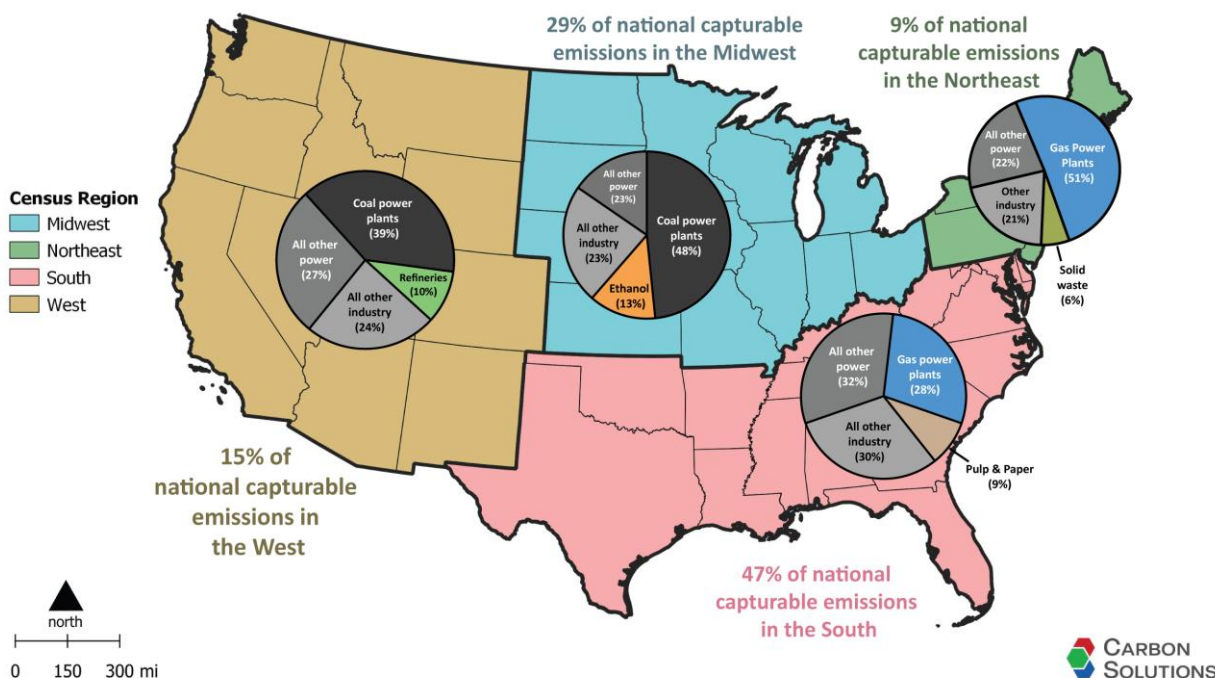 29% of national capturable
emissions in the Midwest
9% of national
capturable emissions
in the Northeast
Census Region
Midwest
Northeast
South
West
Coal power
plants
(39%)
All other
power
(27%)
Refineries
(10%)
All other
industry
(24%)
All other
power
(23%)
Coal power
plants
(48%)
All other
industry
(23%)
Ethanol
(13%)
All other
power
(22%)
Gas Power
Plants
(51%)
Other
industry
(21%)
Solid
waste
(6%)
All other
power
(32%)
Gas power
plants
(28%)
All other
industry
(30%)
Pulp & Paper
(9%)
15% of
national capturable
emissions in
the West
47% of national
capturable emissions
in the South
north
0 150 300 mi
CARBON
SOLUTIONS